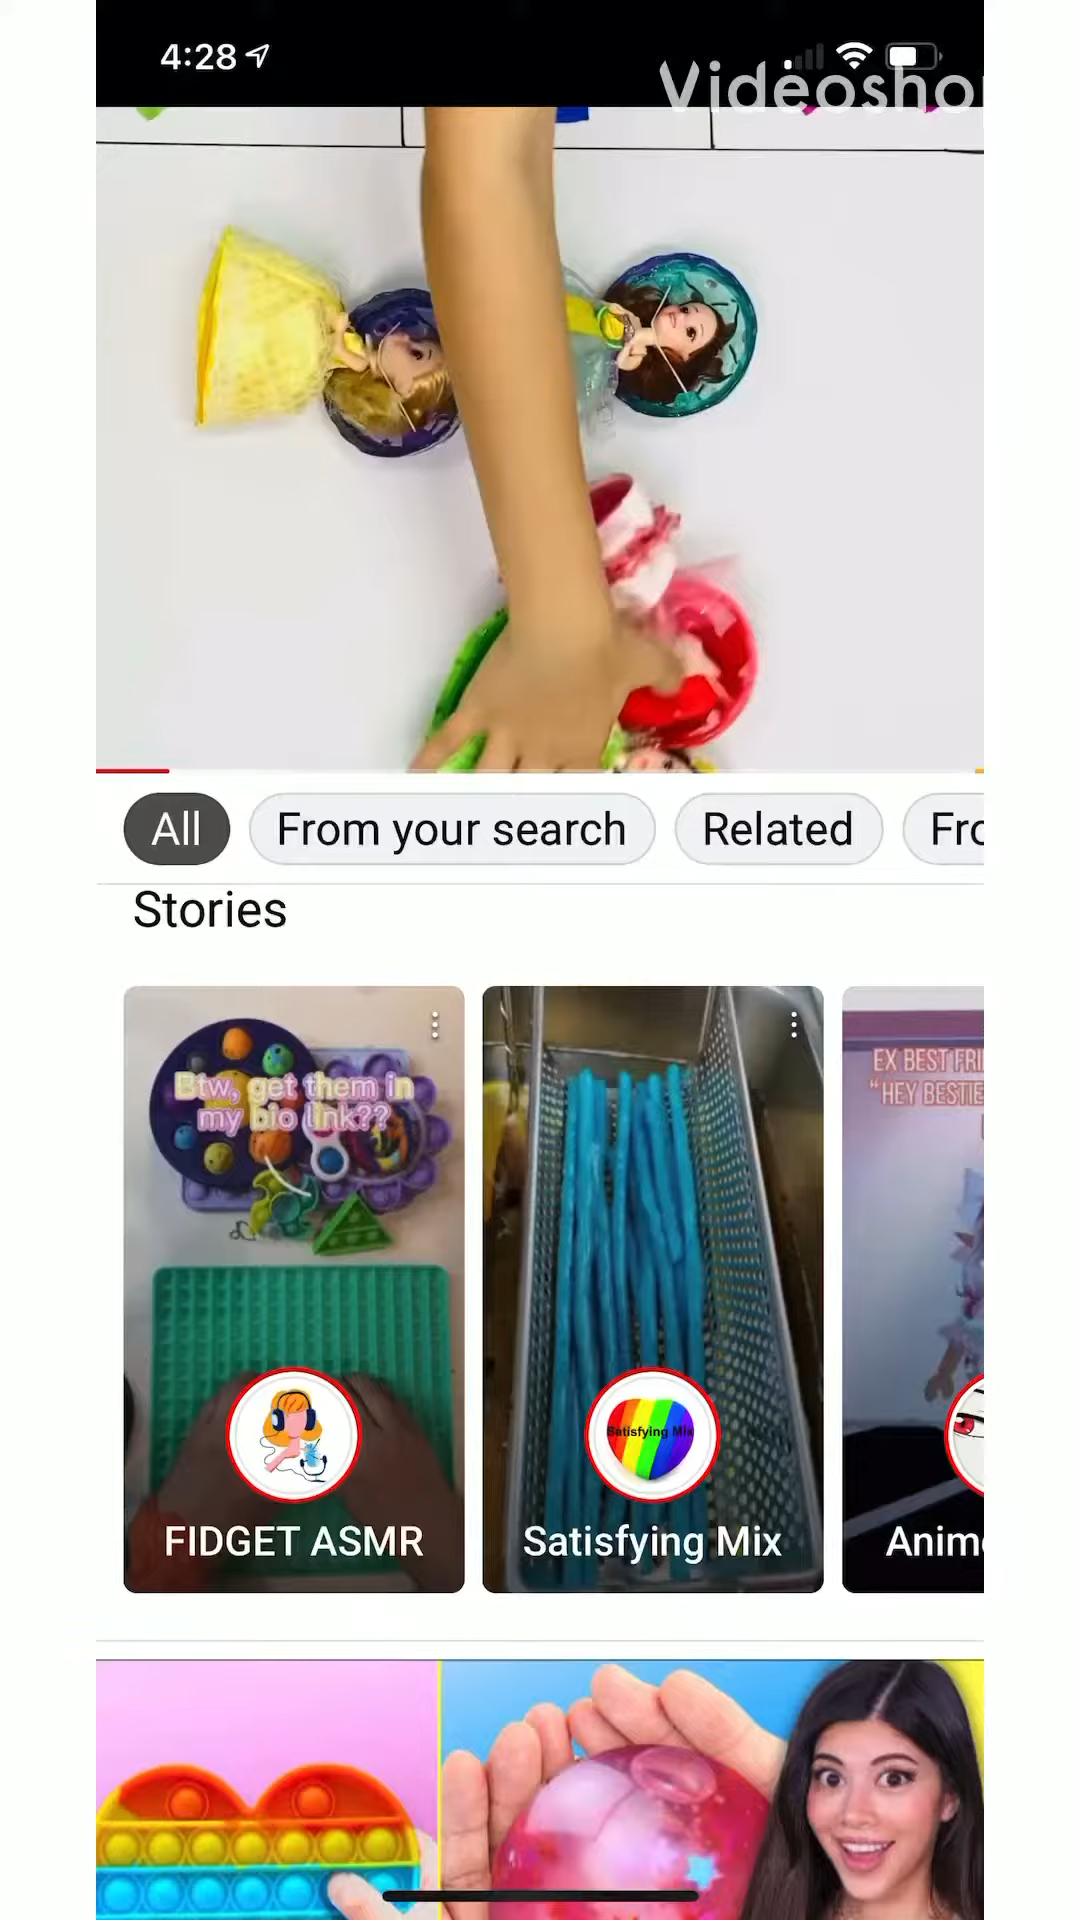 4:28
Videosho
All
From your search
Related
Fro
Stories
Btw, get them in
my bio link??
EX BEST FRI
"HEY BESTIE
Satisfying Mix
FIDGET ASMR
Satisfying Mix
Anime